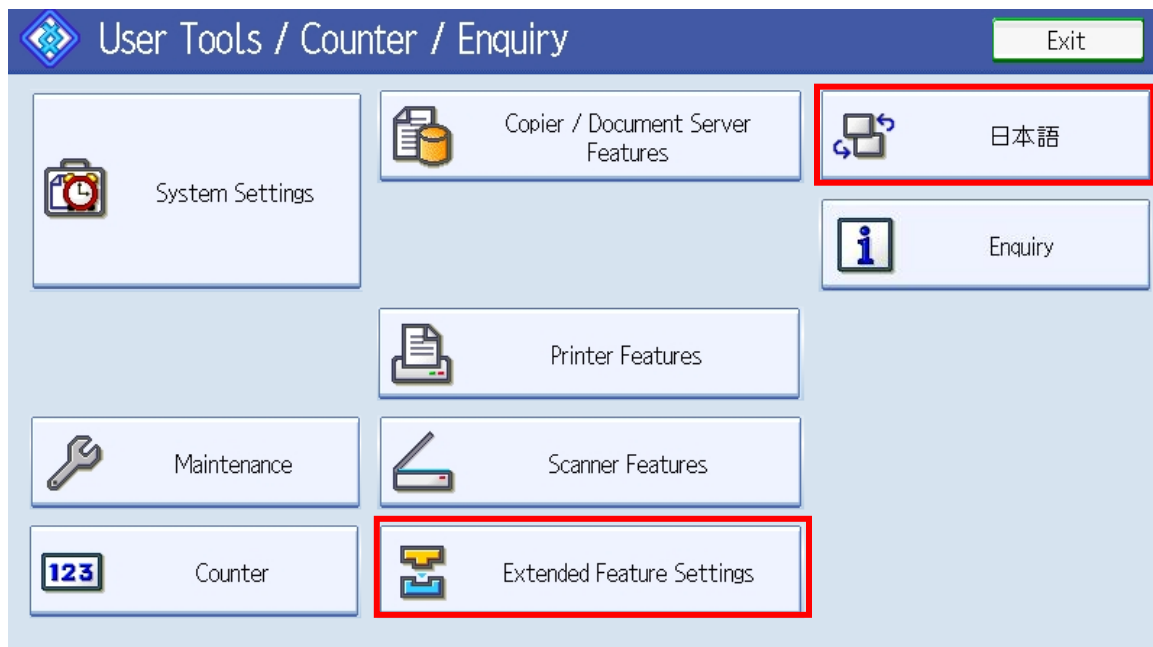 User Tools / Counter / Enquiry
Exit
System Settings
Copier / Document Server
Features
日本語
Enquiry
Printer Features
Maintenance
Scanner Features
123
Counter
Extended Feature Settings